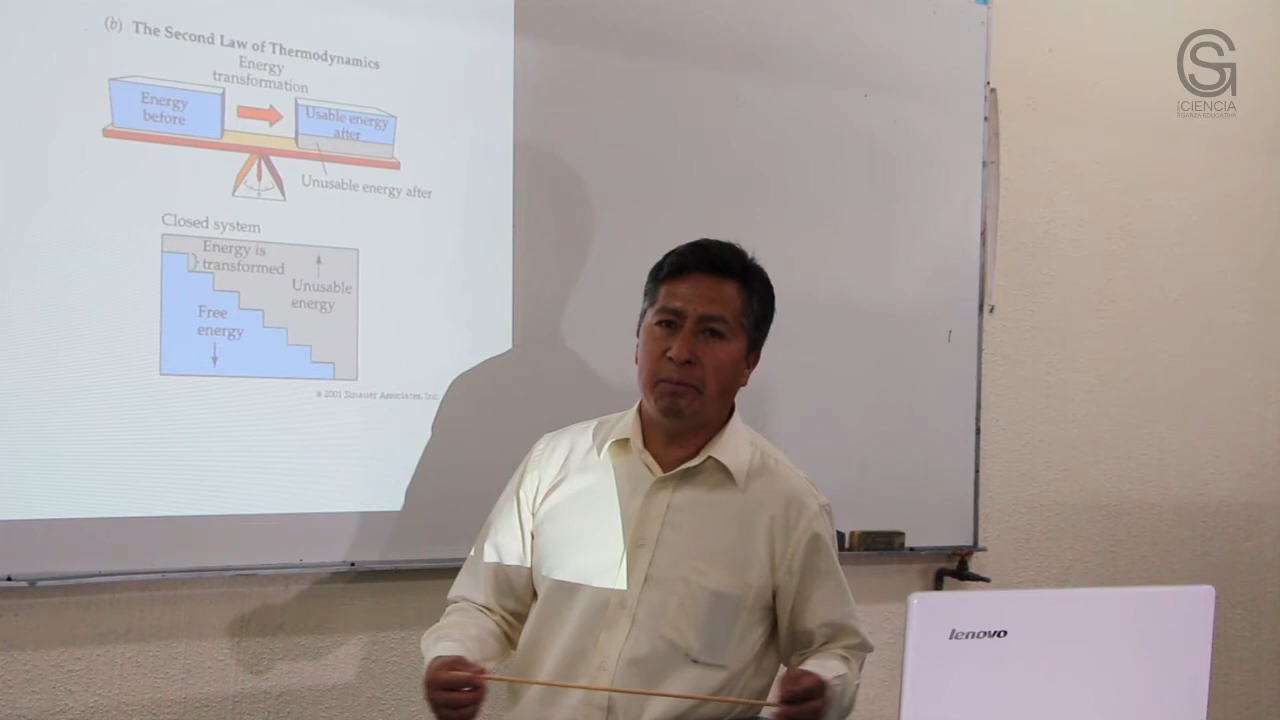 (b) The Second Law of Thermodynamics
Energy
transformation
Energy
before
Usable energy
after
Unusable energy after
Closed system
Energy is
transformed
Unusable
energy
Free
energy
© 2001 Sinauer Associates, Inc.
SG
CIENCIA
lenovo